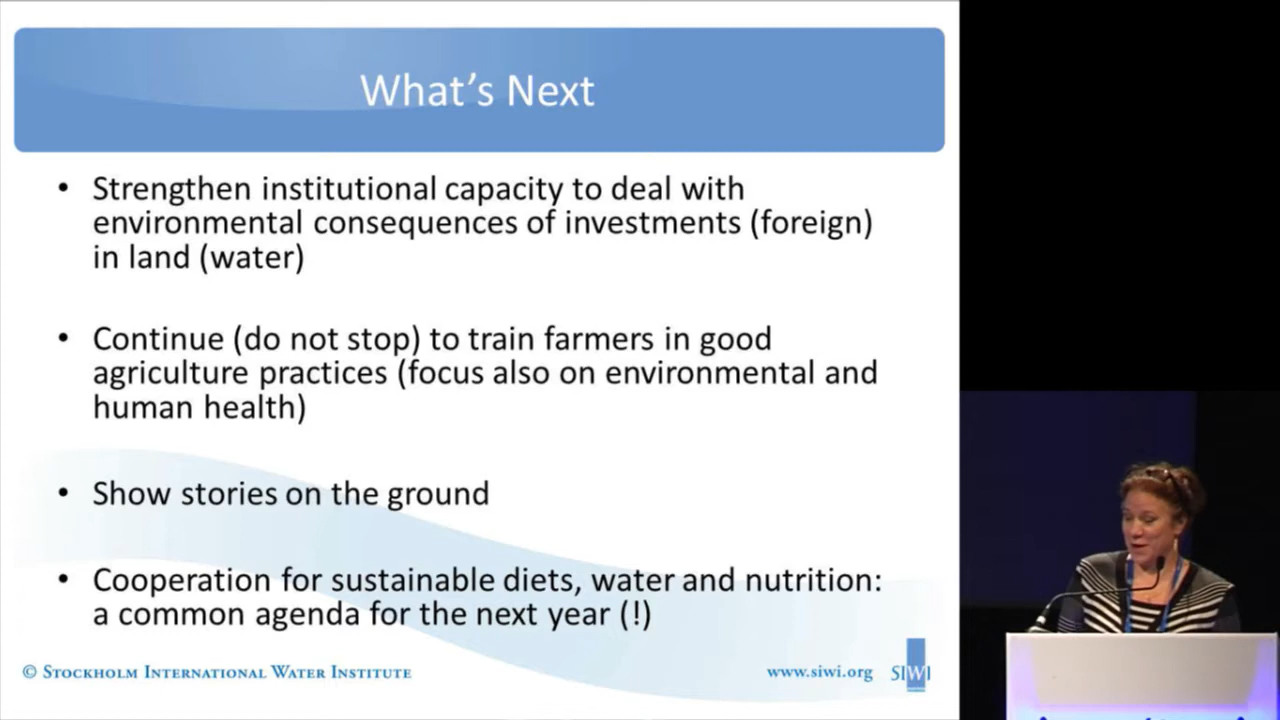 What's Next
• Strengthen institutional capacity to deal with
environmental consequences of investments (foreign)
in land (water)
• Continue (do not stop) to train farmers in good
agriculture practices (focus also on environmental and
human health)
• Show stories on the ground
• Cooperation for sustainable diets, water and nutrition:
a common agenda for the next year (!)
© STOCKHOLM INTERNATIONAL WATER INSTITUTE
www.siwi.org
SIWI